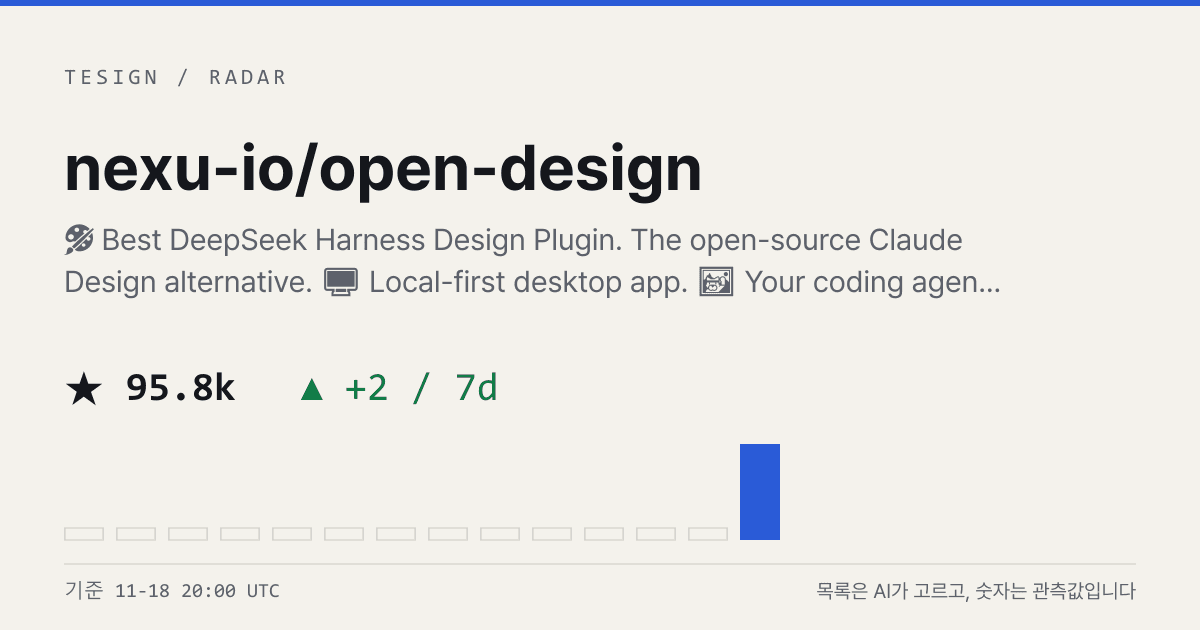 TESIGN / RADAR
nexu-io/open-design
🎨 Best DeepSeek Harness Design Plugin. The open-source Claude
Design alternative. 🖥️ Local-first desktop app. 🖼️ Your coding agen...
★ 95.8k ▲ +2 / 7d
기준 11-18 20:00 UTC
목록은 AI가 고르고, 숫자는 관측값입니다